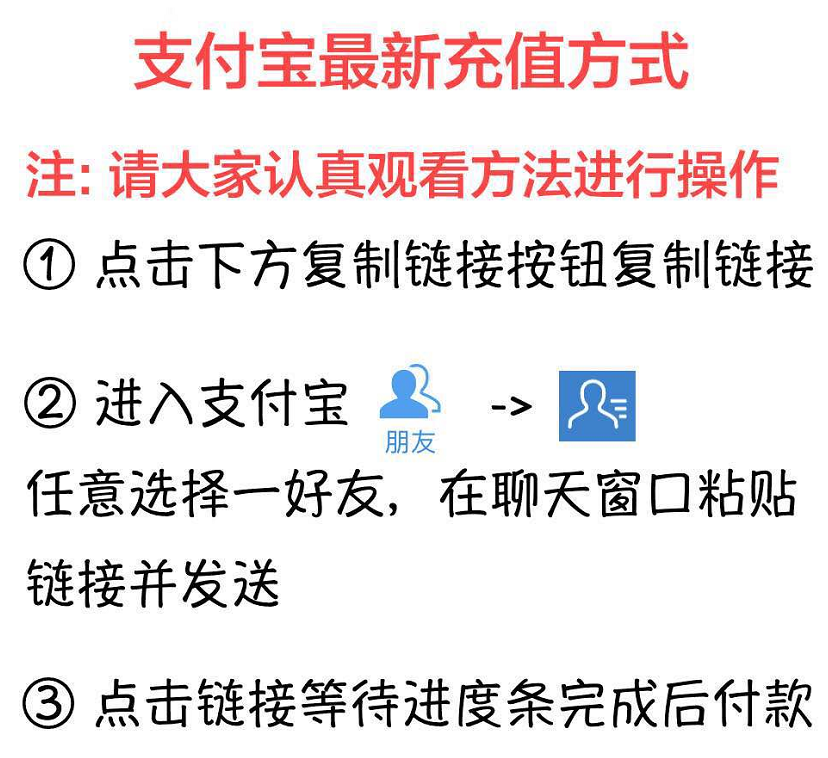 支付宝最新充值方式
注: 请大家认真观看方法进行操作
① 点击下方复制链接按钮复制链接
② 进入支付宝 朋友 ->
任意选择一好友, 在聊天窗口粘贴
链接并发送
③ 点击链接等待进度条完成后付款